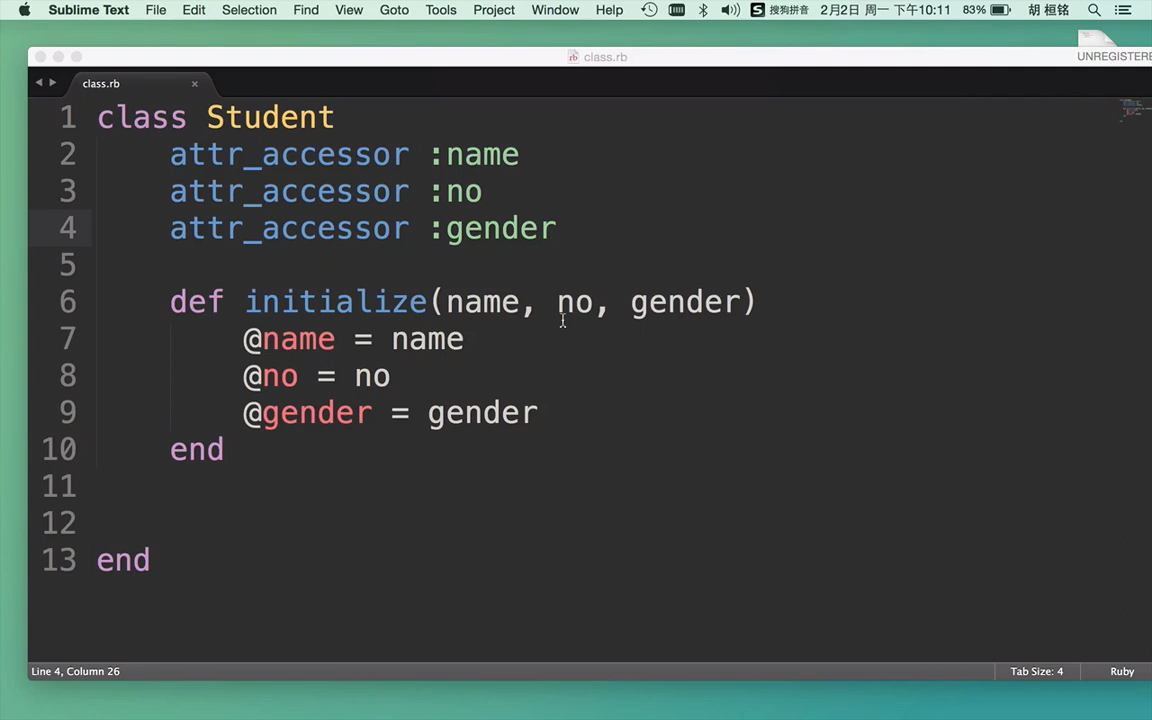 Sublime Text File Edit Selection Find View Goto Tools Project Window Help S 搜狗拼音 2月2日 周一 下午10:11 83% 胡 桓铭
rb class.rb UNREGISTERE
class.rb ×
1 class Student
2 attr_accessor :name
3 attr_accessor :no
4 attr_accessor :gender
5
6 def initialize(name, no, gender)
7 @name = name
8 @no = no
9 @gender = gender
10 end
11
12
13 end
Line 4, Column 26 Tab Size: 4 Ruby